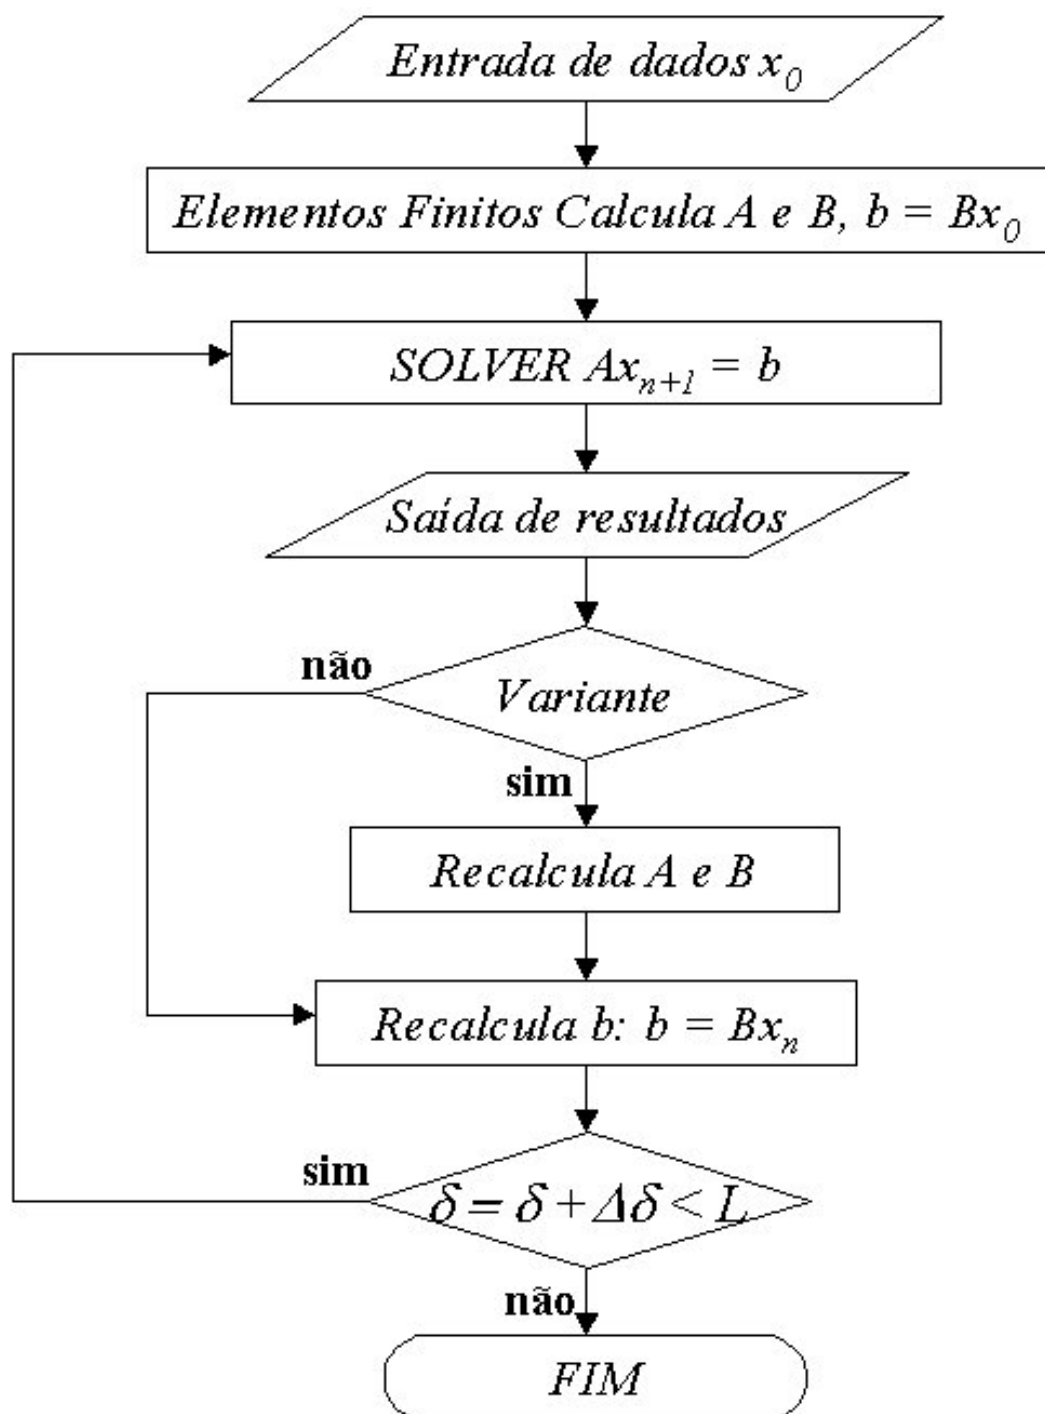 Entrada de dados x₀
Elementos Finitos Calcula A e B, b = Bx₀
SOLVER Axₙ₊₁ = b
Saída de resultados
não
Variante
sim
Recalcula A e B
Recalcula b: b = Bxₙ
sim
δ = δ + Δδ < L
não
FIM